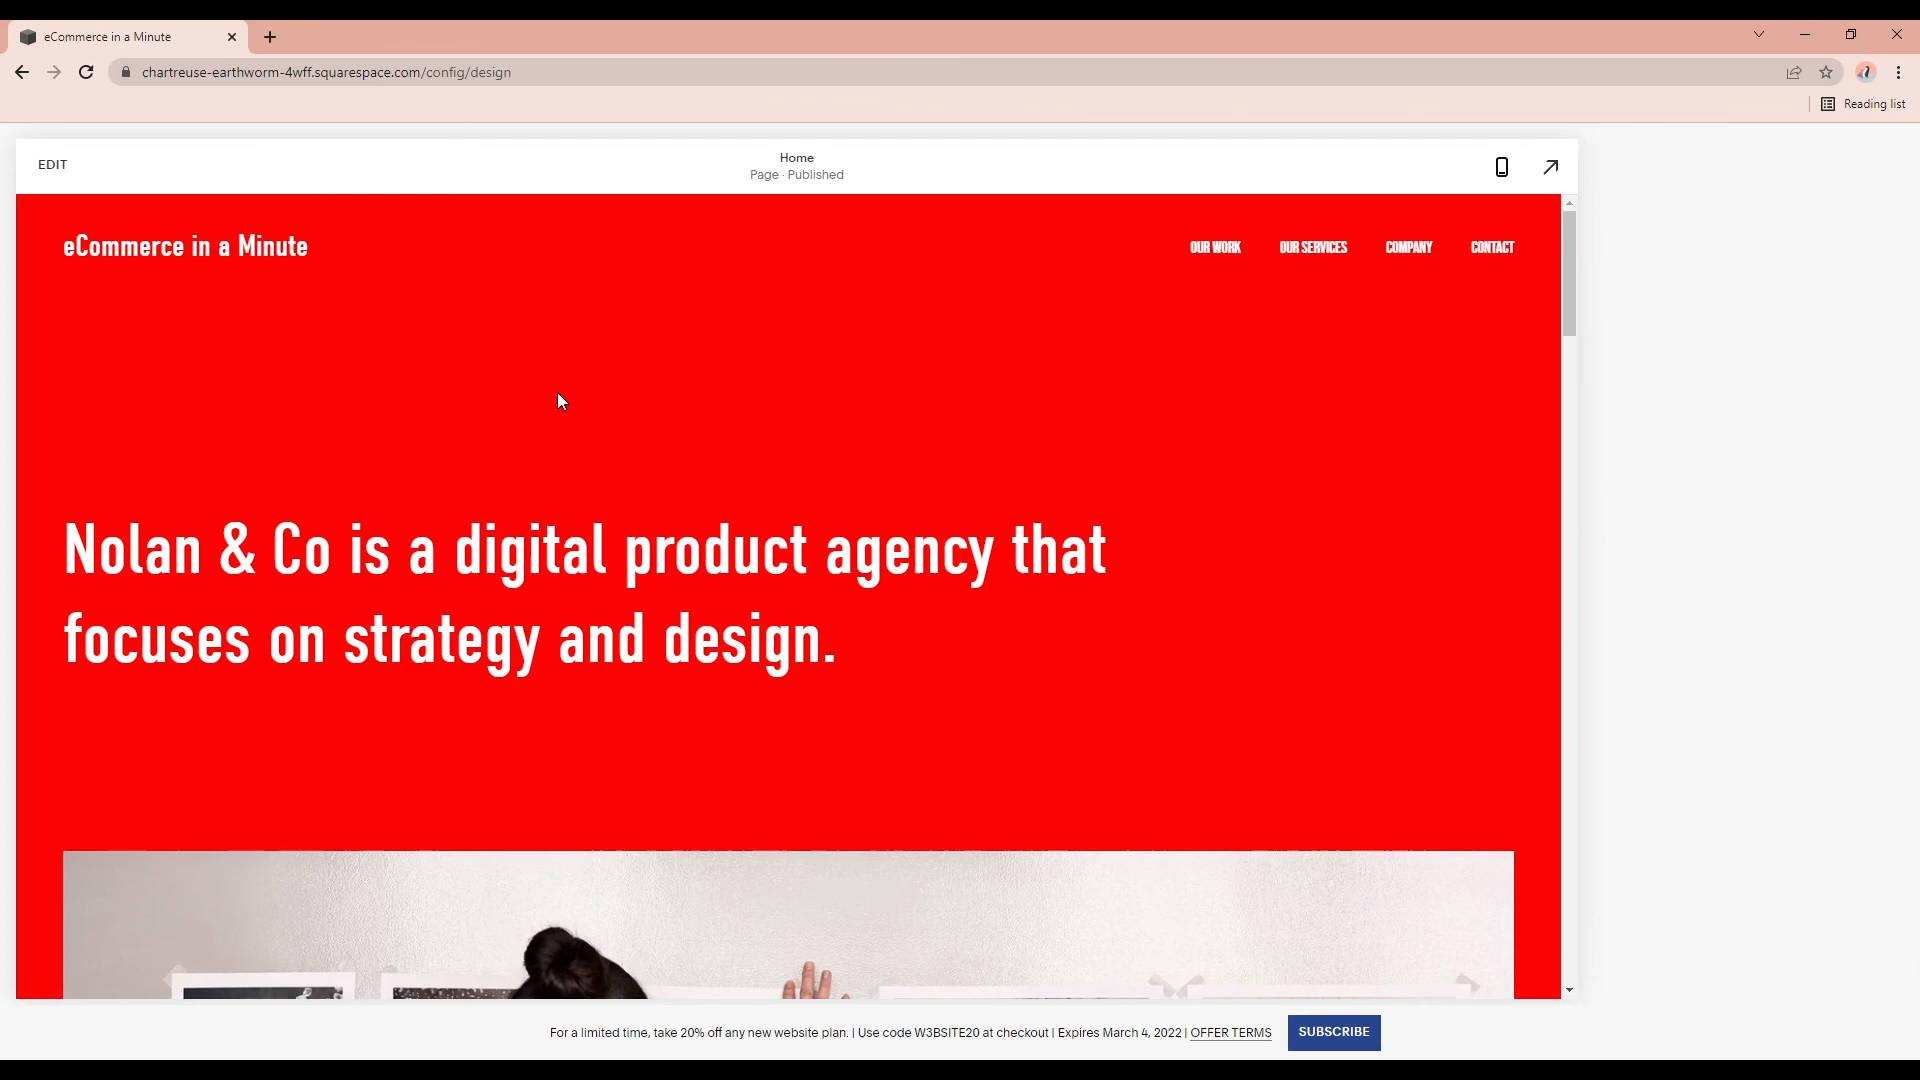 eCommerce in a Minute
chartreuse-earthworm-4wff.squarespace.com/config/design
Reading list
EDIT
Home
Page · Published
eCommerce in a Minute
OUR WORK OUR SERVICES COMPANY CONTACT
Nolan & Co is a digital product agency that
focuses on strategy and design.
For a limited time, take 20% off any new website plan. | Use code W3BSITE20 at checkout | Expires March 4, 2022 | OFFER TERMS SUBSCRIBE